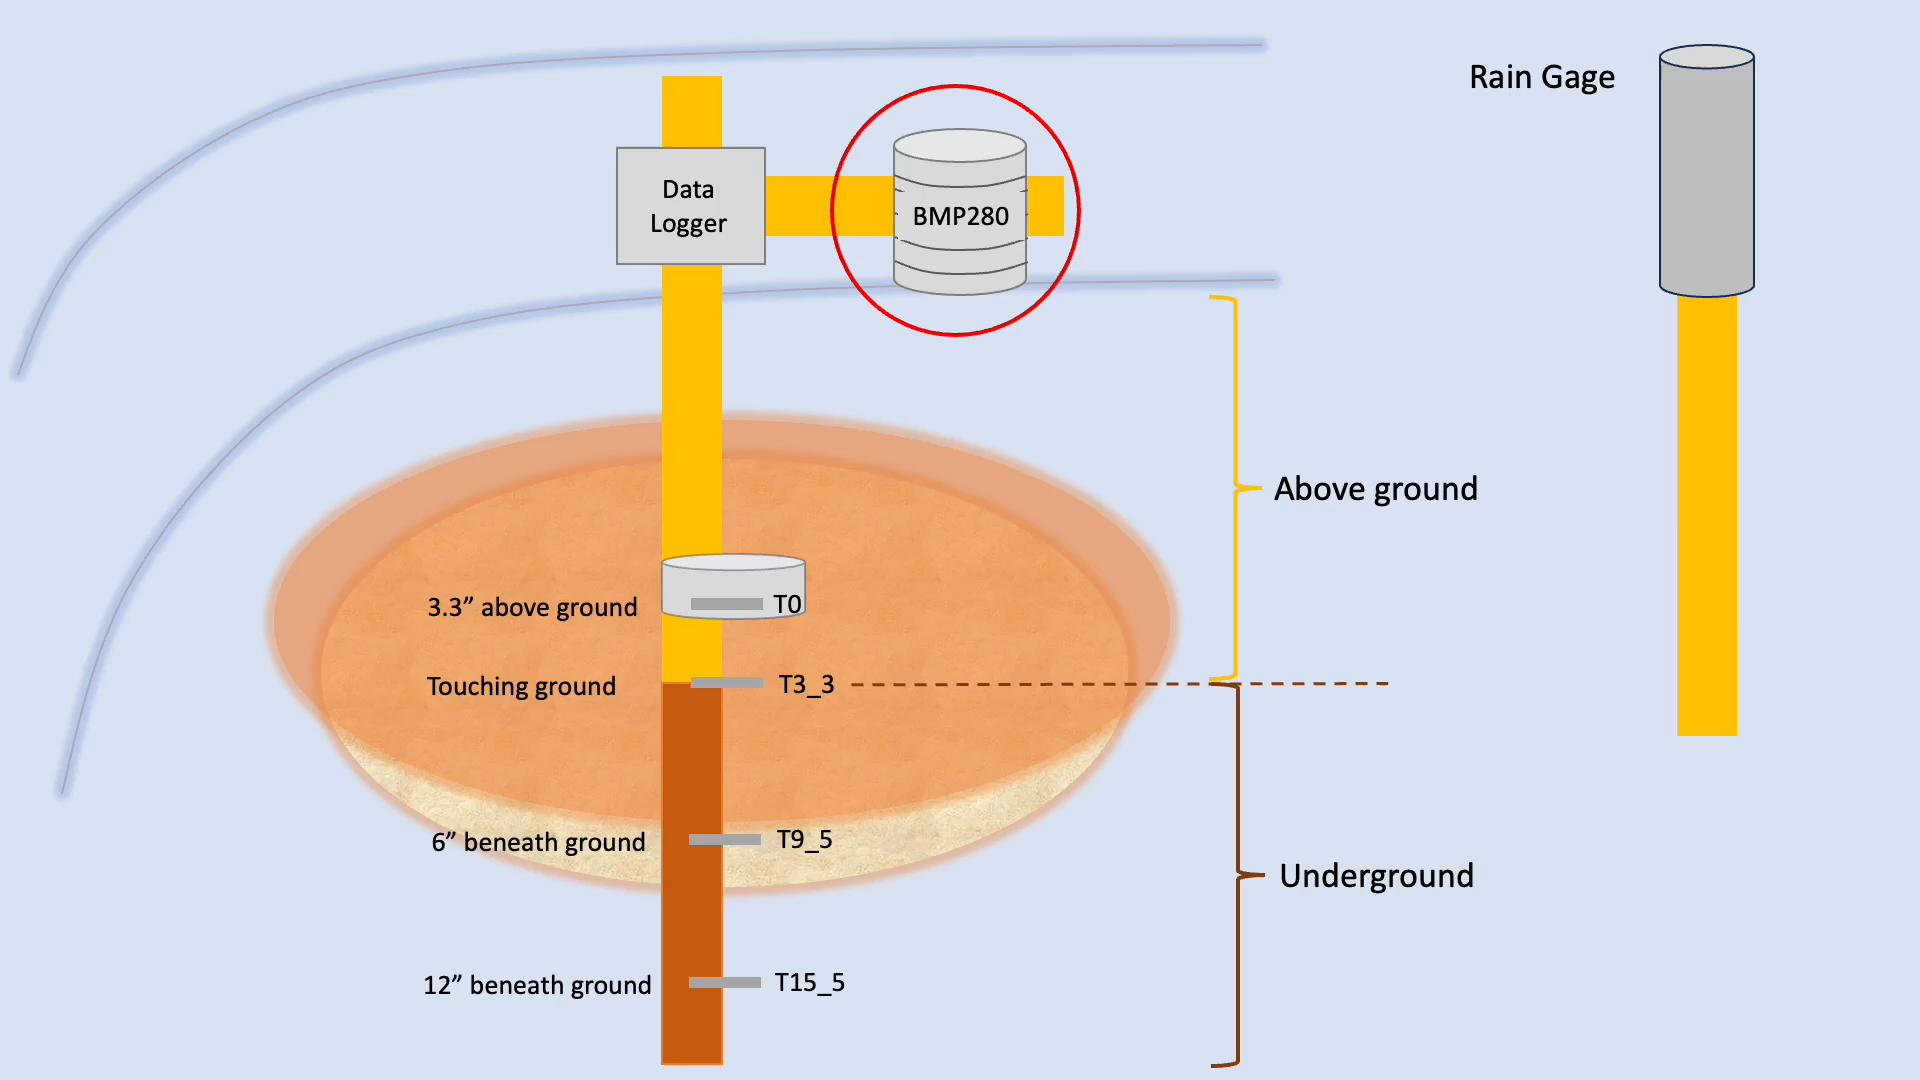 Rain Gage
Data
Logger
BMP280
Above ground
3.3” above ground
T0
Touching ground
T3_3
6” beneath ground
T9_5
Underground
12” beneath ground
T15_5